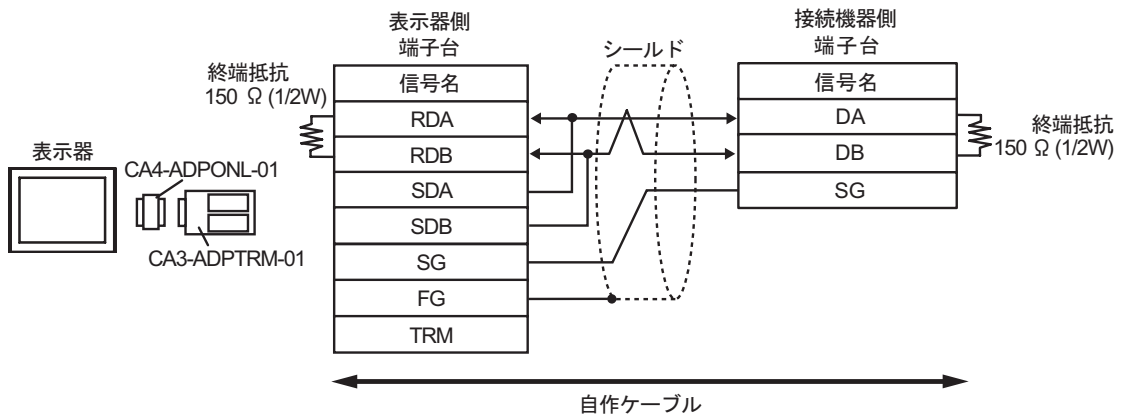 表示器側
端子台
終端抵抗
150 Ω (1/2W)
信号名
RDA
RDB
SDA
SDB
SG
FG
TRM
シールド
接続機器側
端子台
信号名
DA
DB
SG
終端抵抗
150 Ω (1/2W)
表示器
CA4-ADPONL-01
CA3-ADPTRM-01
自作ケーブル